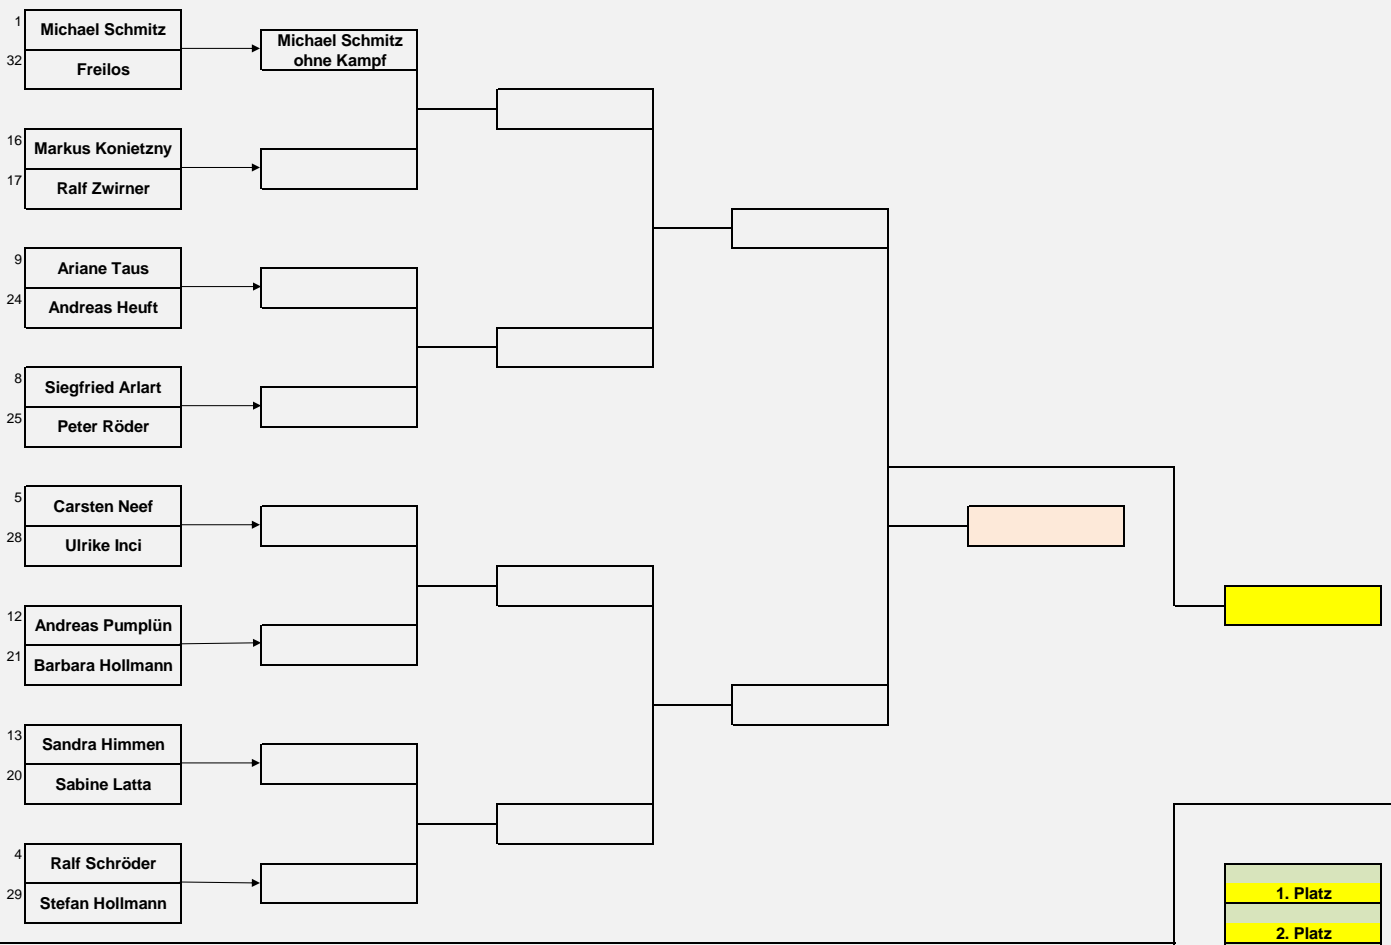 1
Michael Schmitz
32
Freilos
Michael Schmitz
ohne Kampf
16
Markus Konietzny
17
Ralf Zwirner
9
Ariane Taus
24
Andreas Heuft
8
Siegfried Arlart
25
Peter Röder
5
Carsten Neef
28
Ulrike Inci
12
Andreas Pumplün
21
Barbara Hollmann
13
Sandra Himmen
20
Sabine Latta
4
Ralf Schröder
29
Stefan Hollmann
1. Platz
2. Platz